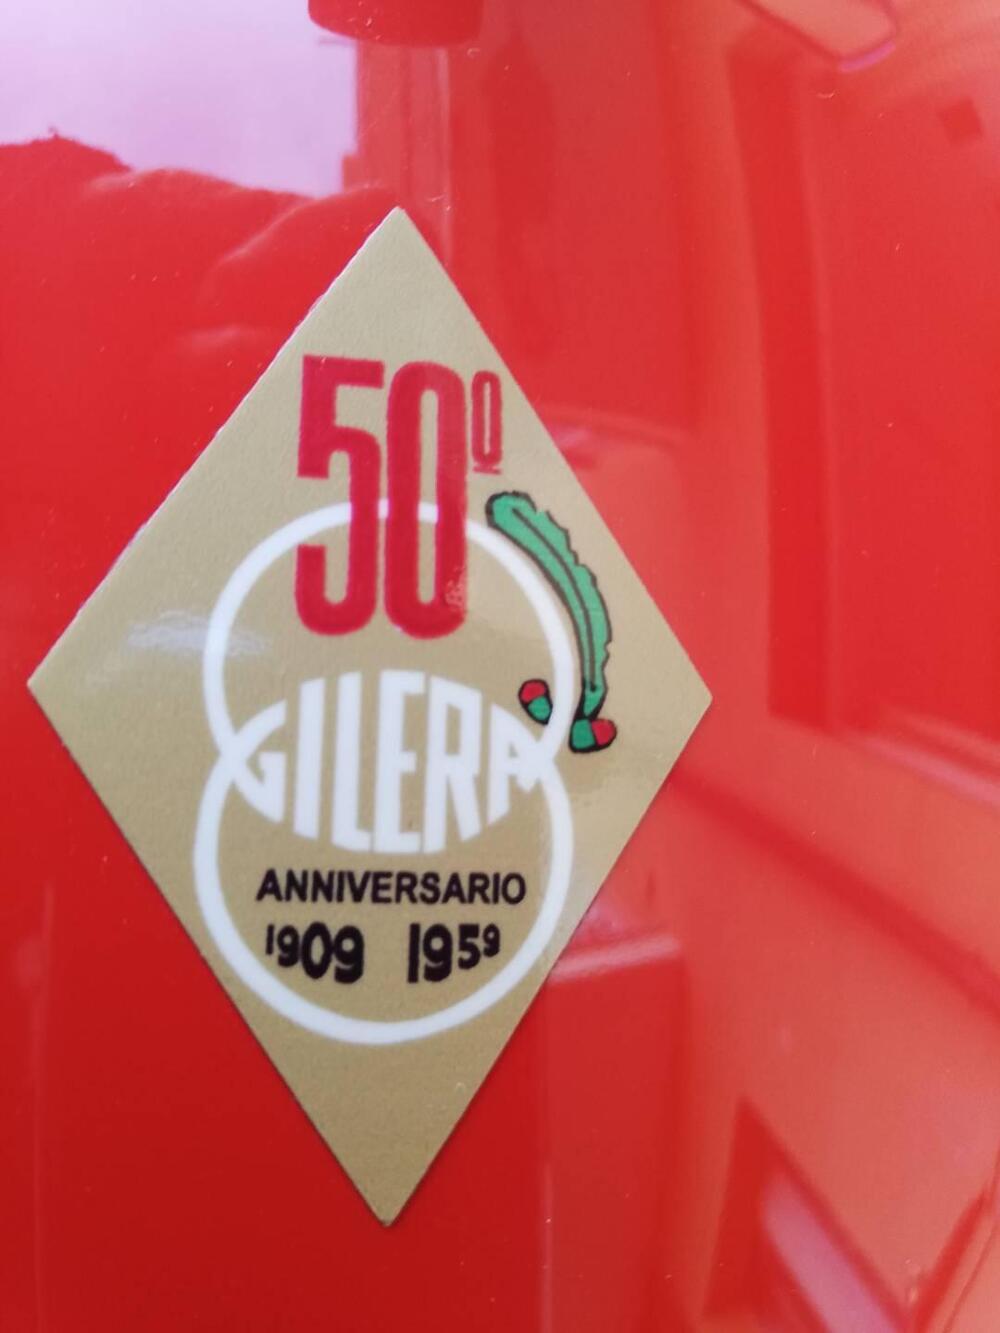 50º
GILERA
ANNIVERSARIO
1909 1959